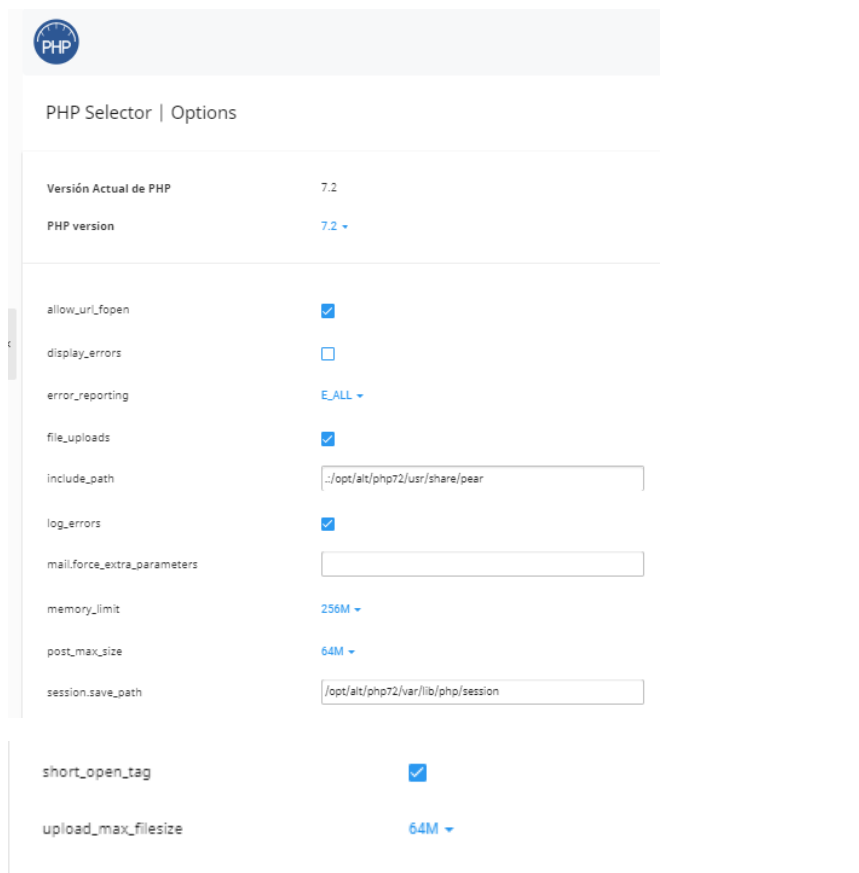 PHP
PHP Selector | Options
Versión Actual de PHP 7.2
PHP version 7.2
allow_url_fopen
display_errors
error_reporting E_ALL
file_uploads
include_path .:/opt/alt/php72/usr/share/pear
log_errors
mail.force_extra_parameters
memory_limit 256M
post_max_size 64M
session.save_path /opt/alt/php72/var/lib/php/session
short_open_tag
upload_max_filesize 64M